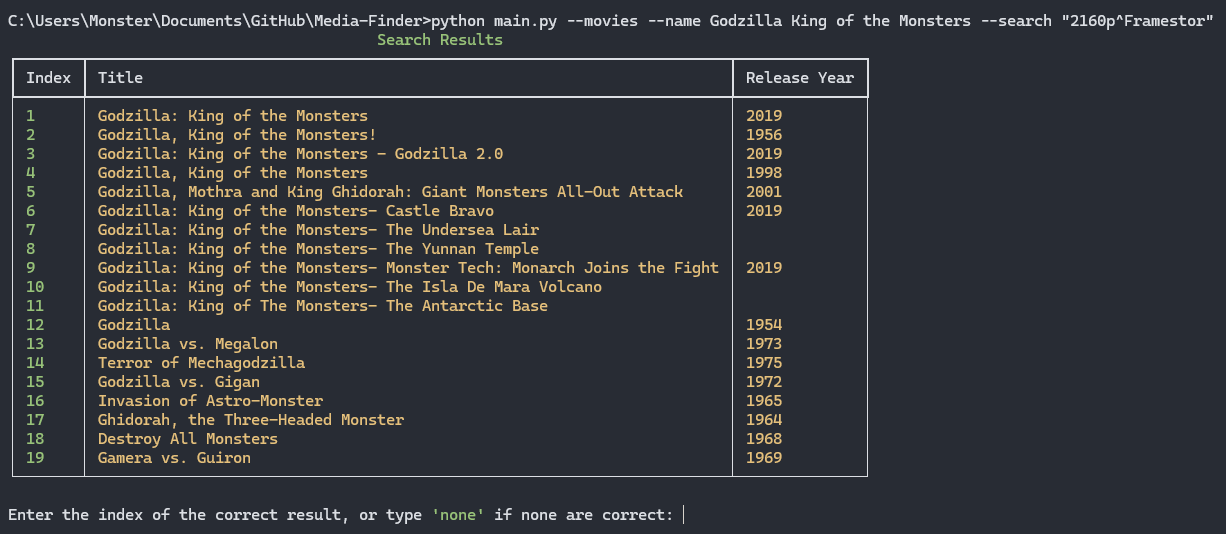 C:\Users\Monster\Documents\GitHub\Media-Finder>python main.py --movies --name Godzilla King of the Monsters --search "2160p^Framestor"
Search Results
Index Title Release Year
1 Godzilla: King of the Monsters 2019
2 Godzilla, King of the Monsters! 1956
3 Godzilla: King of the Monsters - Godzilla 2.0 2019
4 Godzilla, King of the Monsters 1998
5 Godzilla, Mothra and King Ghidorah: Giant Monsters All-Out Attack 2001
6 Godzilla: King of the Monsters- Castle Bravo 2019
7 Godzilla: King of the Monsters- The Undersea Lair
8 Godzilla: King of the Monsters- The Yunnan Temple
9 Godzilla: King of the Monsters- Monster Tech: Monarch Joins the Fight 2019
10 Godzilla: King of the Monsters- The Isla De Mara Volcano
11 Godzilla: King of The Monsters- The Antarctic Base
12 Godzilla 1954
13 Godzilla vs. Megalon 1973
14 Terror of Mechagodzilla 1975
15 Godzilla vs. Gigan 1972
16 Invasion of Astro-Monster 1965
17 Ghidorah, the Three-Headed Monster 1964
18 Destroy All Monsters 1968
19 Gamera vs. Guiron 1969
Enter the index of the correct result, or type 'none' if none are correct: